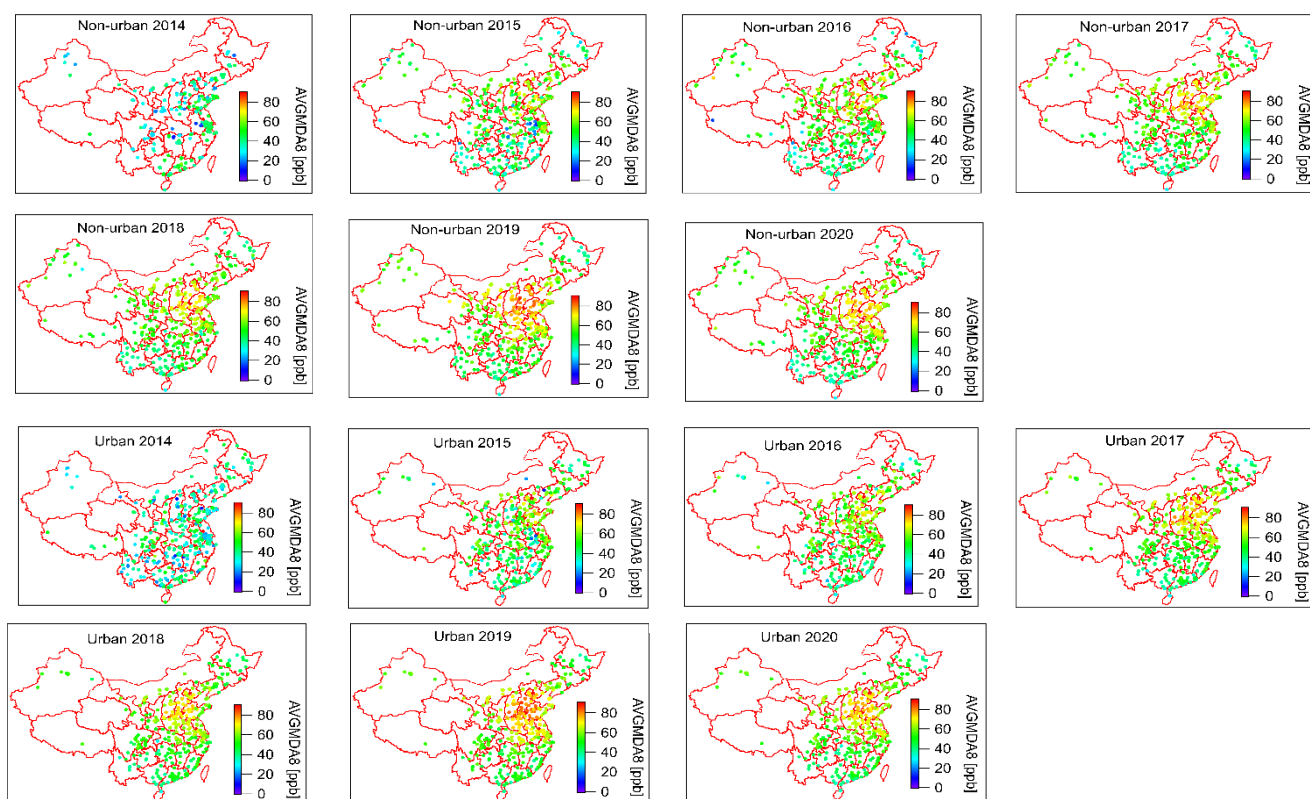 Non-urban 2014
80
60
40
20
0
AVGMDA8 [ppb]
Non-urban 2015
80
60
40
20
0
AVGMDA8 [ppb]
Non-urban 2016
80
60
40
20
0
AVGMDA8 [ppb]
Non-urban 2017
80
60
40
20
0
AVGMDA8 [ppb]
Non-urban 2018
80
60
40
20
0
AVGMDA8 [ppb]
Non-urban 2019
80
60
40
20
0
AVGMDA8 [ppb]
Non-urban 2020
80
60
40
20
0
AVGMDA8 [ppb]
Urban 2014
80
60
40
20
0
AVGMDA8 [ppb]
Urban 2015
80
60
40
20
0
AVGMDA8 [ppb]
Urban 2016
80
60
40
20
0
AVGMDA8 [ppb]
Urban 2017
80
60
40
20
0
AVGMDA8 [ppb]
Urban 2018
80
60
40
20
0
AVGMDA8 [ppb]
Urban 2019
80
60
40
20
0
AVGMDA8 [ppb]
Urban 2020
80
60
40
20
0
AVGMDA8 [ppb]